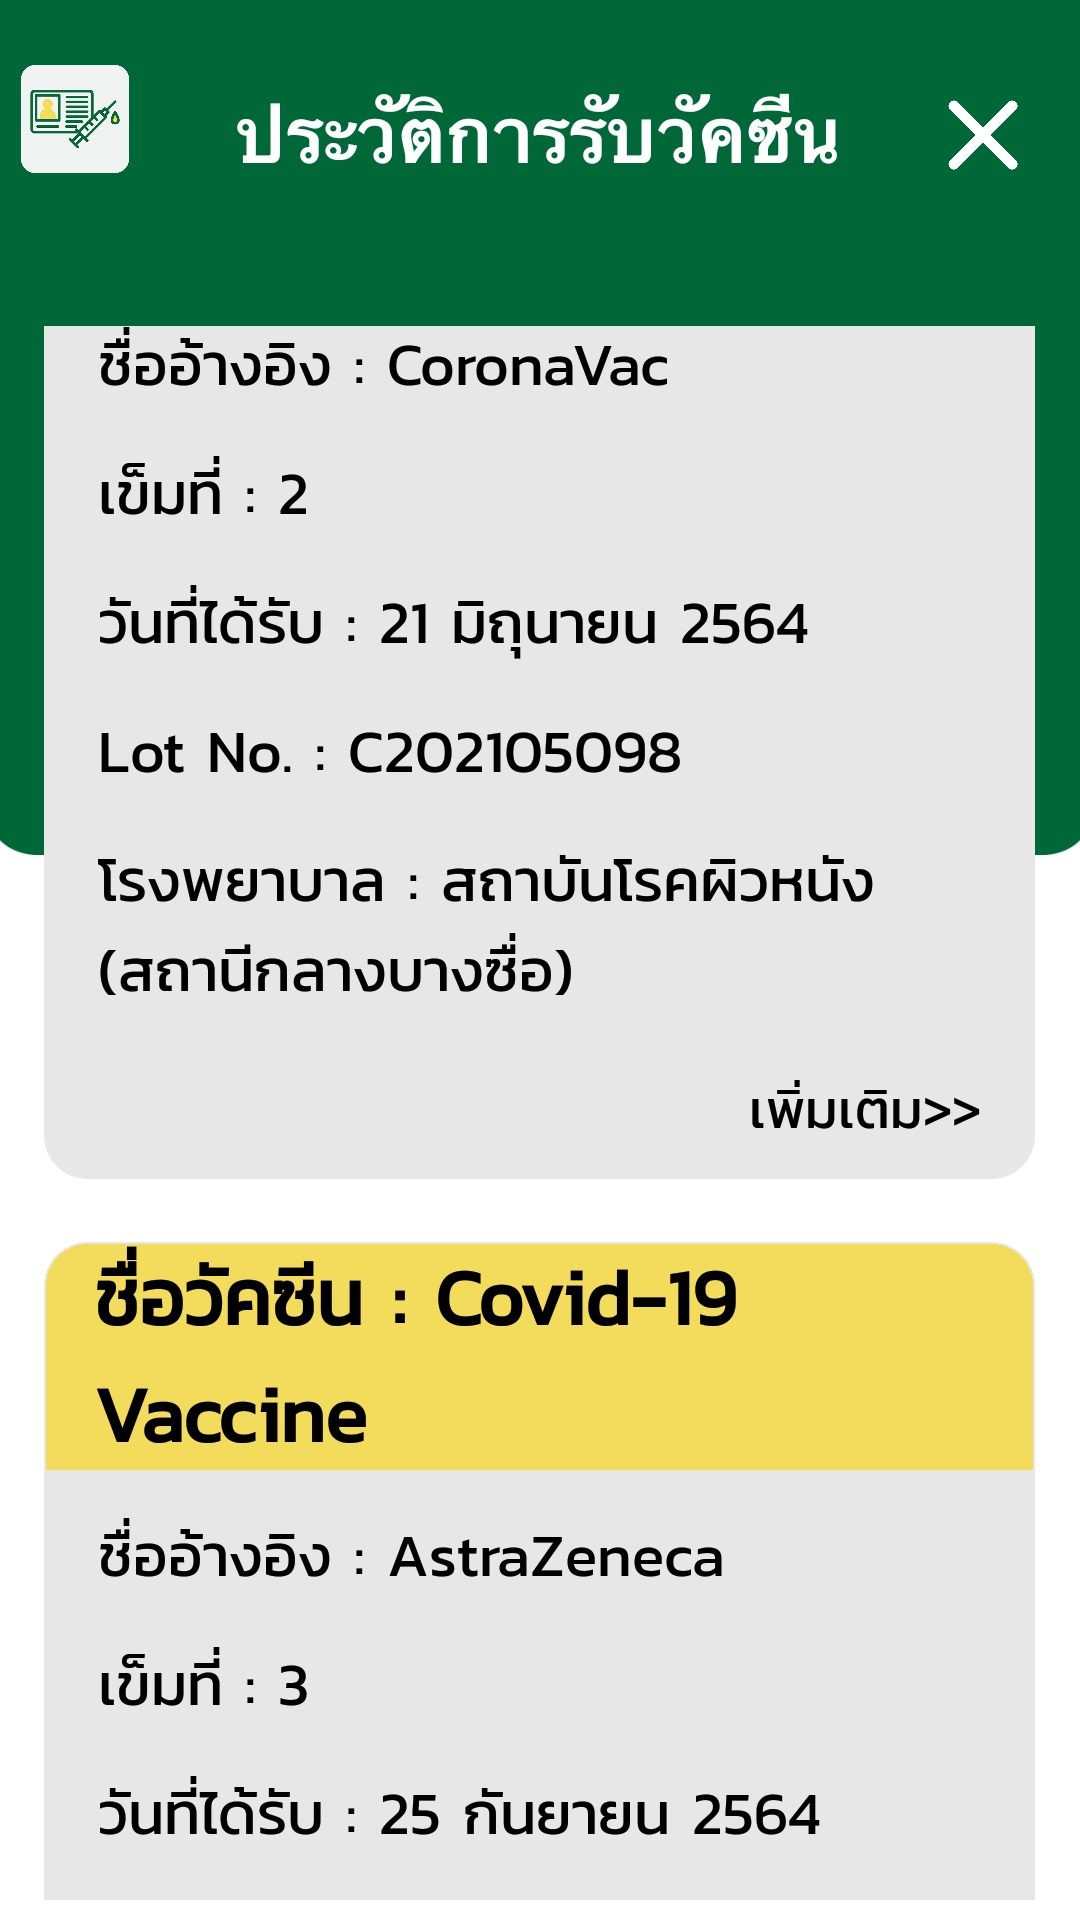 ประวัติการรับวัคซีน
ชื่ออ้างอิง : CoronaVac
เข็มที่ : 2
วันที่ได้รับ : 21 มิถุนายน 2564
Lot No. : C202105098
โรงพยาบาล : สถาบันโรคผิวหนัง
(สถานีกลางบางซื่อ)
เพิ่มเติม>>
ชื่อวัคซีน : Covid-19
Vaccine
ชื่ออ้างอิง : AstraZeneca
เข็มที่ : 3
วันที่ได้รับ : 25 กันยายน 2564